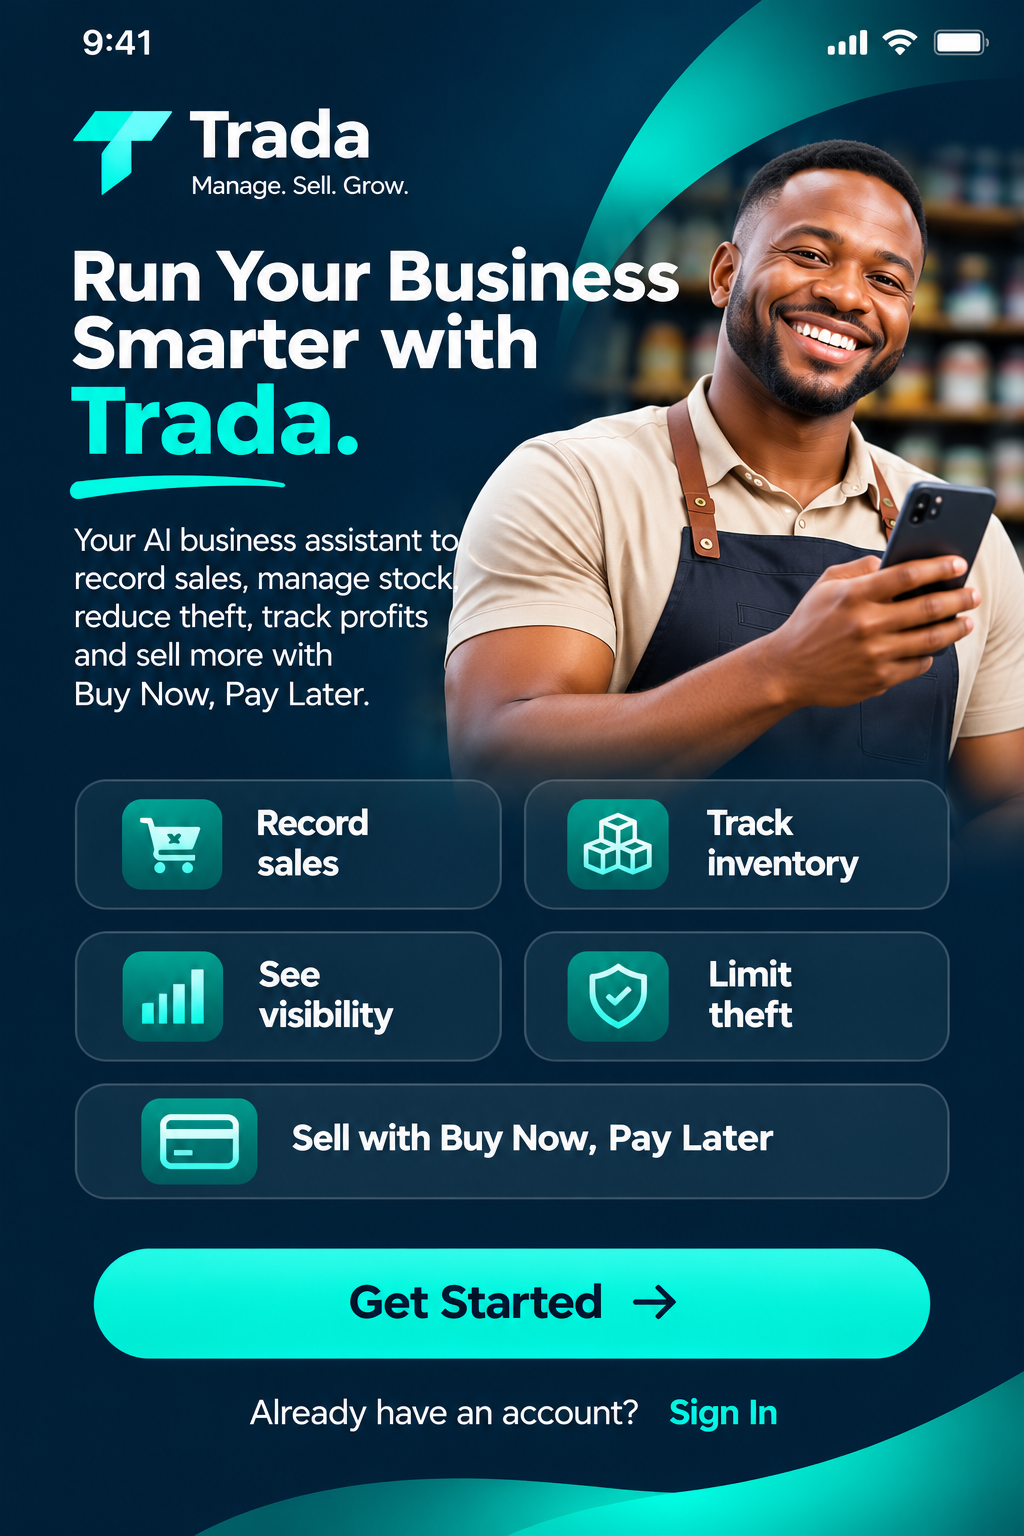 9:41
Trada
Manage. Sell. Grow.
Run Your Business
Smarter with
Trada.
Your AI business assistant to
record sales, manage stock,
reduce theft, track profits
and sell more with
Buy Now, Pay Later.
Record
sales
Track
inventory
See
visibility
Limit
theft
Sell with Buy Now, Pay Later
Get Started →
Already have an account? Sign In